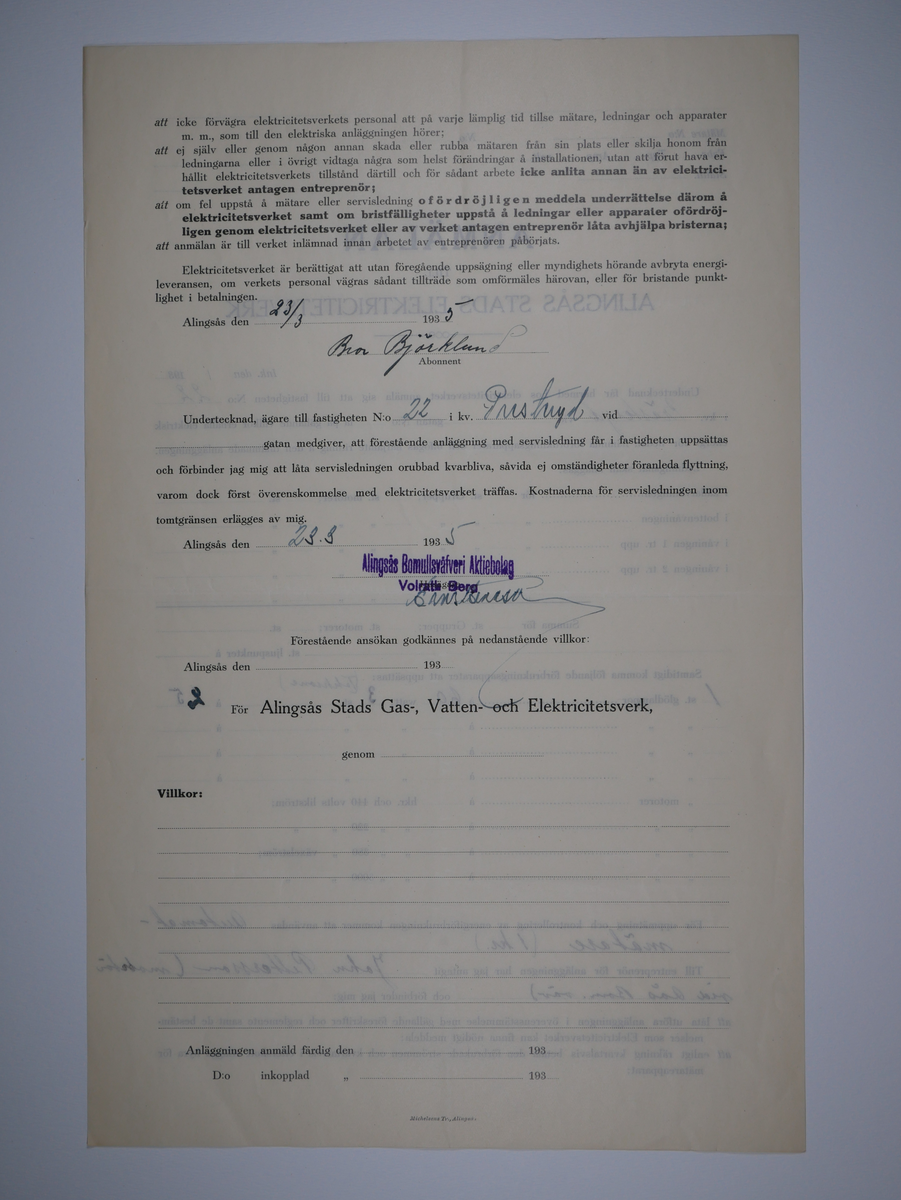 att icke förvägra elektricitetsverkets personal att på varje lämplig tid tillse mätare, ledningar och apparater
m. m., som till den elektriska anläggningen hörer;
att ej själv eller genom någon annan skada eller rubba mätaren från sin plats eller skilja honom från
ledningarna eller i övrigt vidtaga några som helst förändringar å installationen, utan att förut hava er-
hållit elektricitetsverkets tillstånd därtill och för sådant arbete icke anlita annan än av elektrici-
tetsverket antagen entreprenör;
att om fel uppstå å mätare eller servisledning ofördröjligen meddela underrättelse därom å
elektricitetsverket samt om bristfälligheter uppstå å ledningar eller apparater ofördröj-
ligen genom elektricitetsverket eller av verket antagen entreprenör låta avhjälpa bristerna;
att anmälan är till verket inlämnad innan arbetet av entreprenören påbörjats.
Elektricitetsverket är berättigat att utan föregående uppsägning eller myndighets hörande avbryta energi-
leveransen, om verkets personal vägras sådant tillträde som omförmäles härovan, eller för bristande punkt-
lighet i betalningen.
Alingsås den 23/3 1935
Bror Björklund
Abonnent
Undertecknad, ägare till fastigheten N:o 22 i kv. Prustryd vid
gatan medgiver, att förestående anläggning med servisledning får i fastigheten uppsättas
och förbinder jag mig att låta servisledningen orubbad kvarbliva, såvida ej omständigheter föranleda flyttning,
varom dock först överenskommelse med elektricitetsverket träffas. Kostnaderna för servisledningen inom
tomtgränsen erlägges av mig.
Alingsås den 23.3 1935
Alingsås Bomullsväfveri Aktiebolag
Volrath Berg
Förestående ansökan godkännes på nedanstående villkor:
Alingsås den 193
2 För Alingsås Stads Gas-, Vatten- och Elektricitetsverk,
genom
Villkor:
Anläggningen anmäld färdig den 193
D:o inkopplad „ 193
Michelsens Tr., Alingsås.